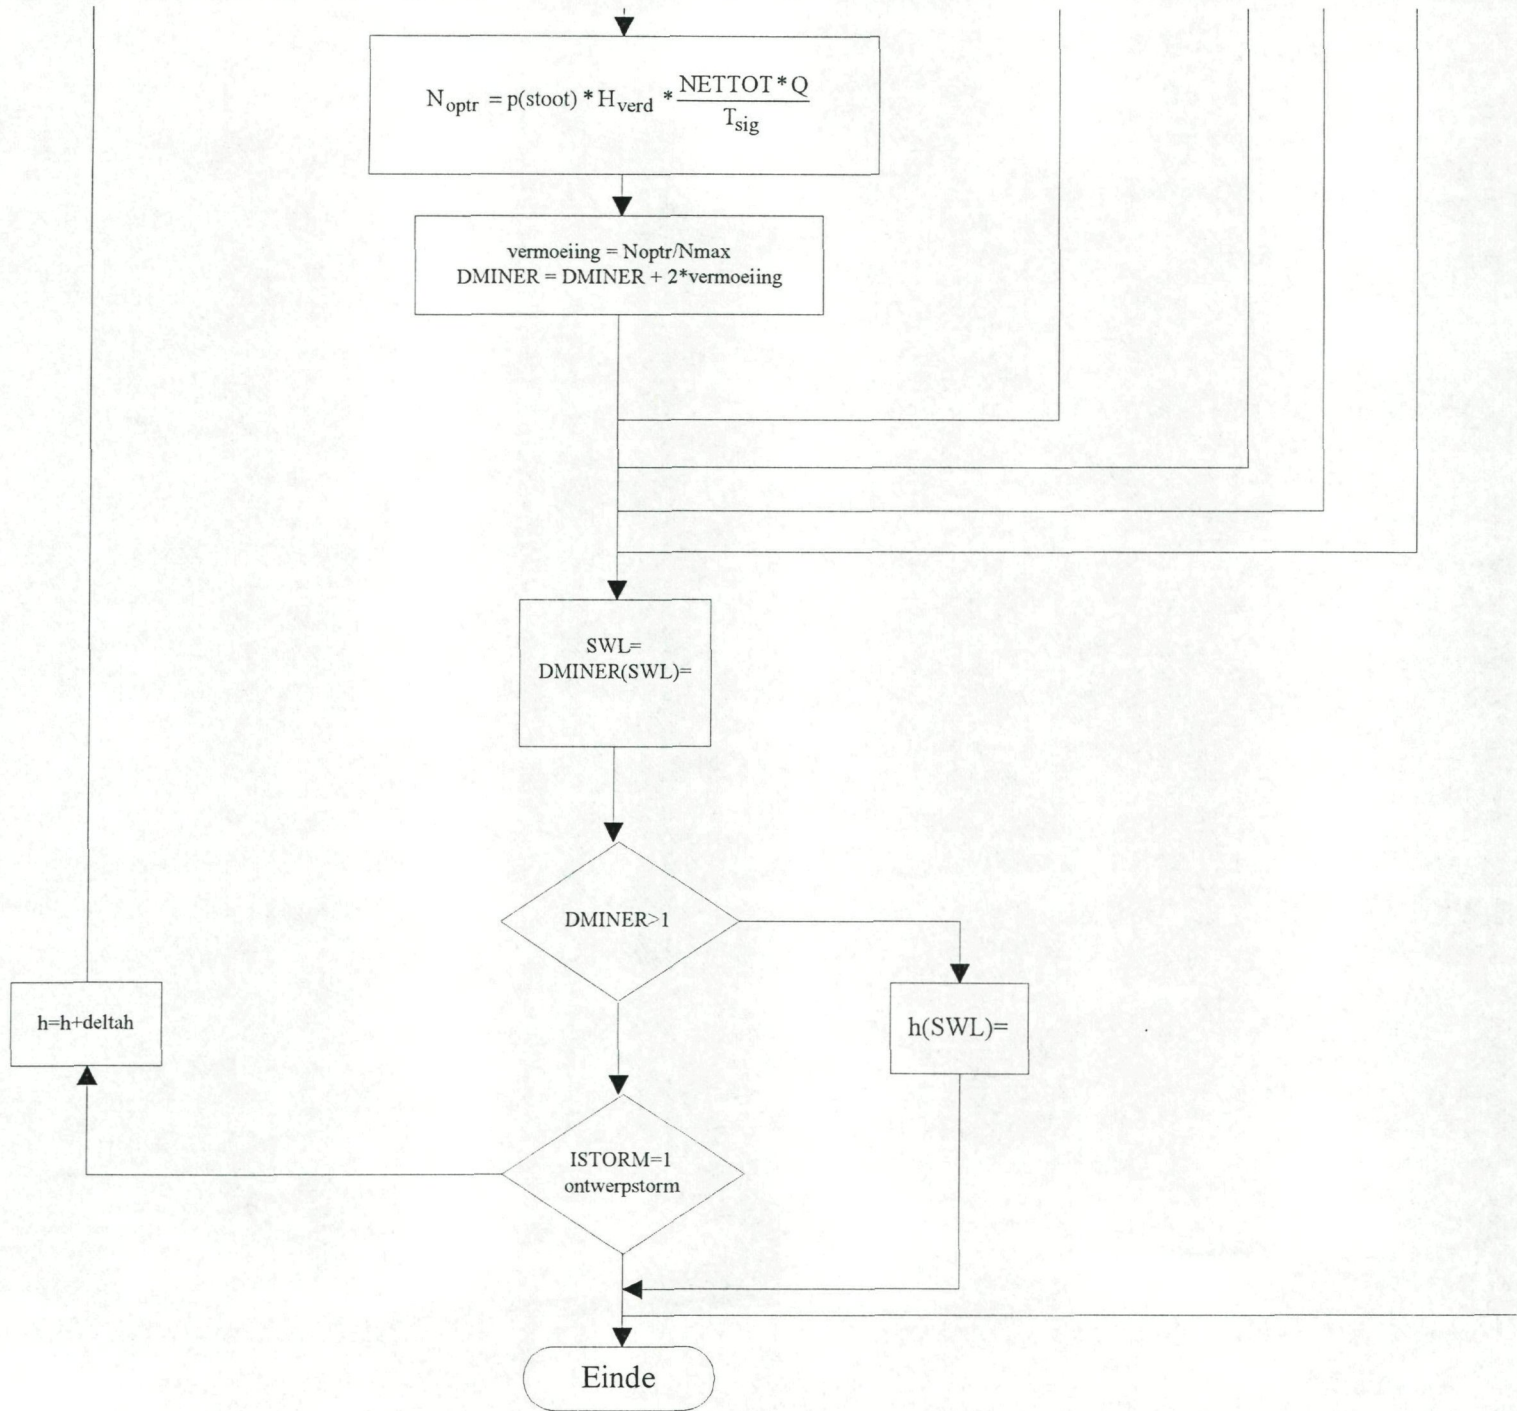 N_optr = p(stoot) * H_verd * NETTOT * Q / T_sig
vermoeiing = Noptr/Nmax
DMINER = DMINER + 2*vermoeiing
SWL=
DMINER(SWL)=
DMINER>1
h=h+deltah
h(SWL)=
ISTORM=1
ontwerpstorm
Einde